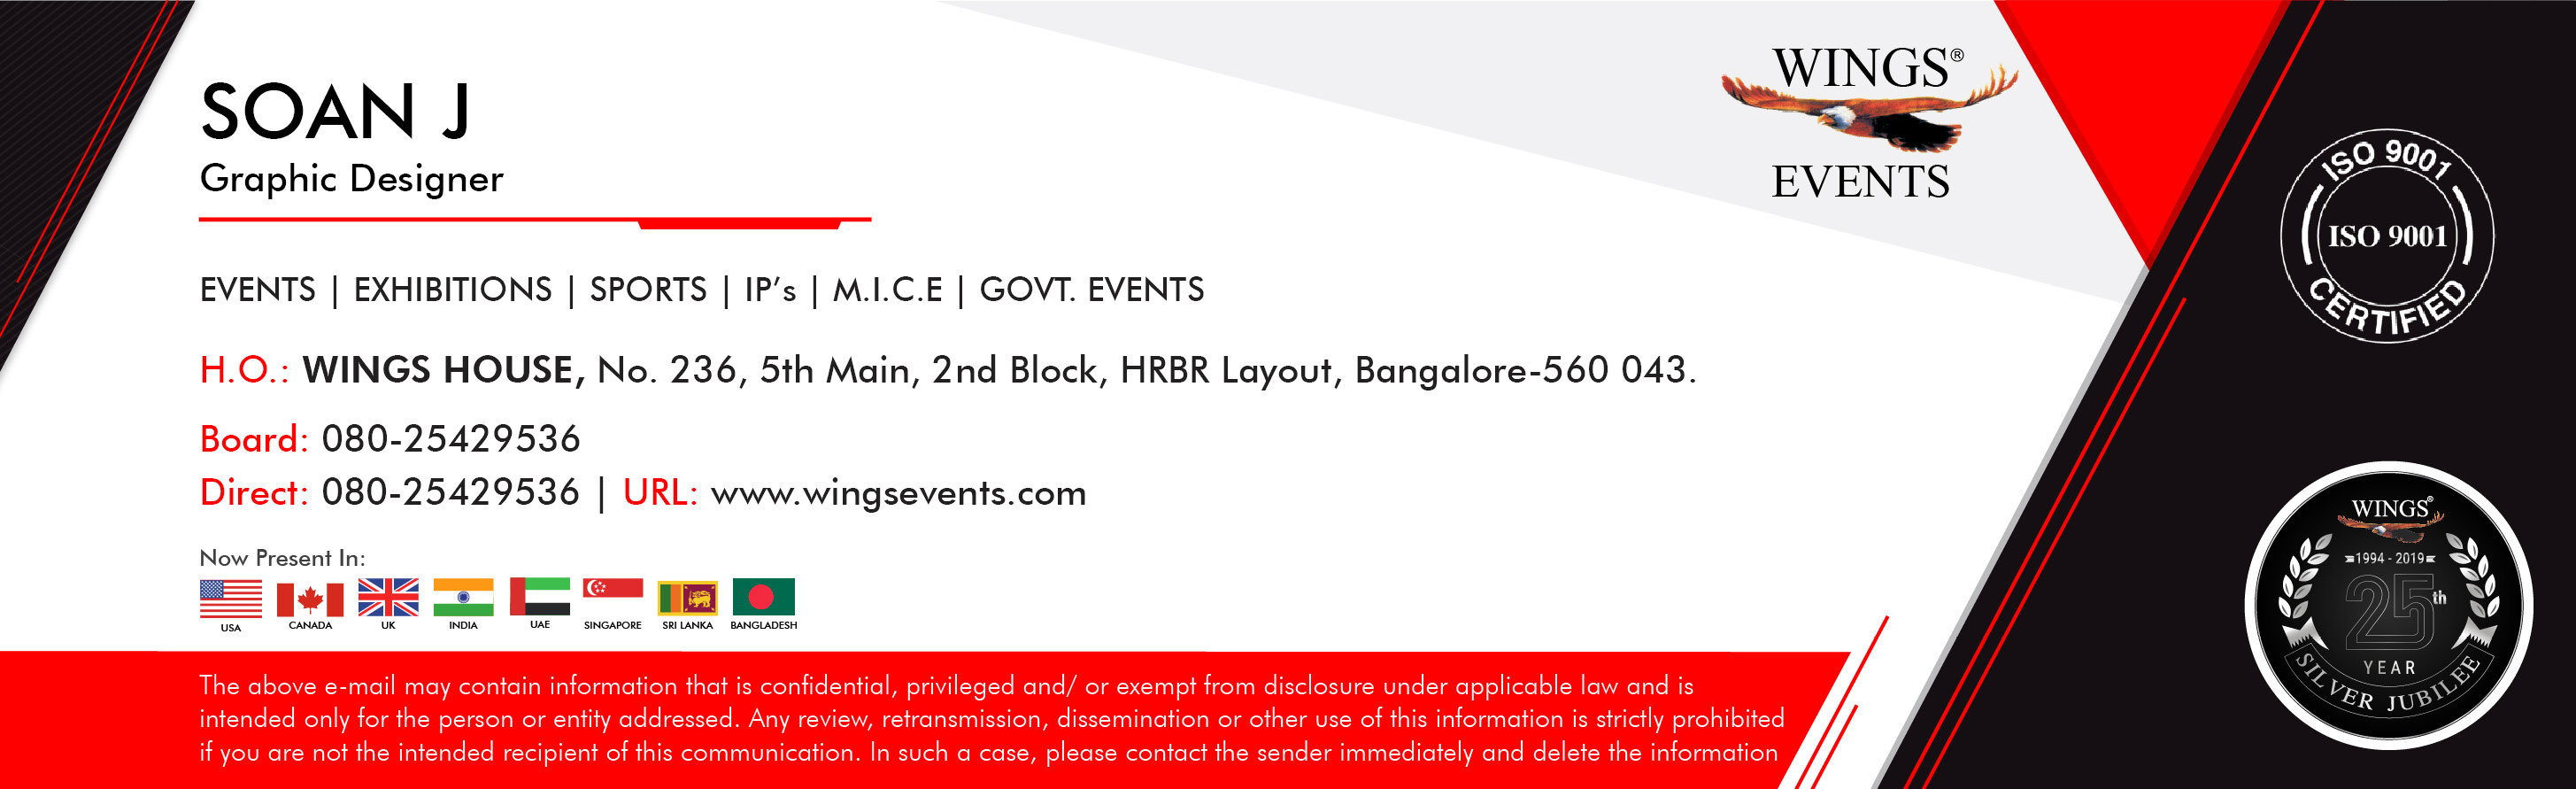 SOAN J
Graphic Designer
EVENTS | EXHIBITIONS | SPORTS | IP’s | M.I.C.E | GOVT. EVENTS
H.O.: WINGS HOUSE, No. 236, 5th Main, 2nd Block, HRBR Layout, Bangalore-560 043.
Board: 080-25429536
Direct: 080-25429536 | URL: www.wingsevents.com
Now Present In:
USA CANADA UK INDIA UAE SINGAPORE SRI LANKA BANGLADESH
The above e-mail may contain information that is confidential, privileged and/ or exempt from disclosure under applicable law and is
intended only for the person or entity addressed. Any review, retransmission, dissemination or other use of this information is strictly prohibited
if you are not the intended recipient of this communication. In such a case, please contact the sender immediately and delete the information
WINGS®
EVENTS
ISO 9001
ISO 9001
CERTIFIED
WINGS®
1994 - 2019
25th
YEAR
SILVER JUBILEE